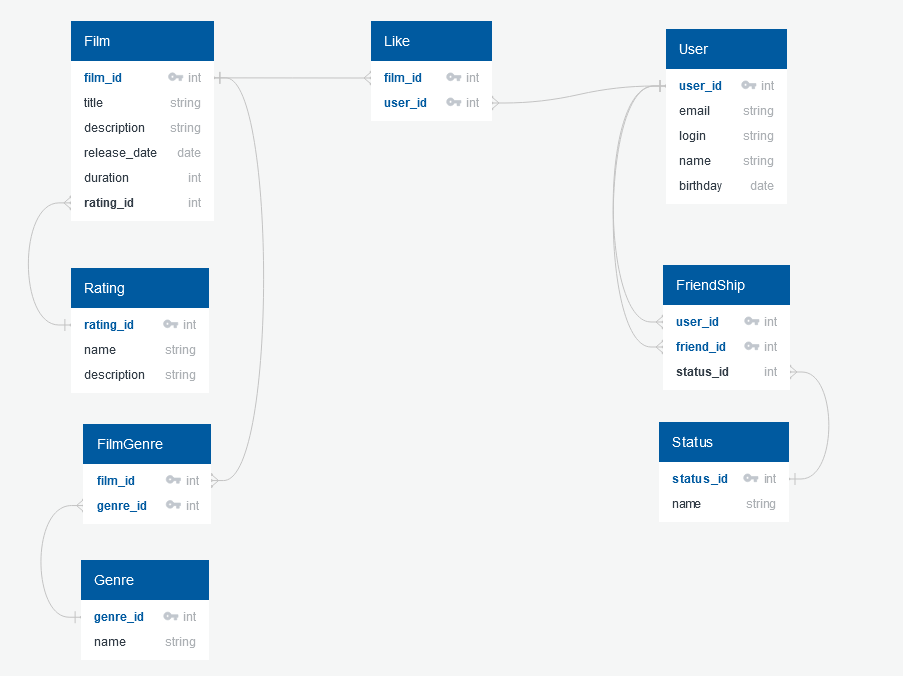 Film
film_id int
title string
description string
release_date date
duration int
rating_id int
Like
film_id int
user_id int
User
user_id int
email string
login string
name string
birthday date
Rating
rating_id int
name string
description string
FriendShip
user_id int
friend_id int
status_id int
FilmGenre
film_id int
genre_id int
Status
status_id int
name string
Genre
genre_id int
name string